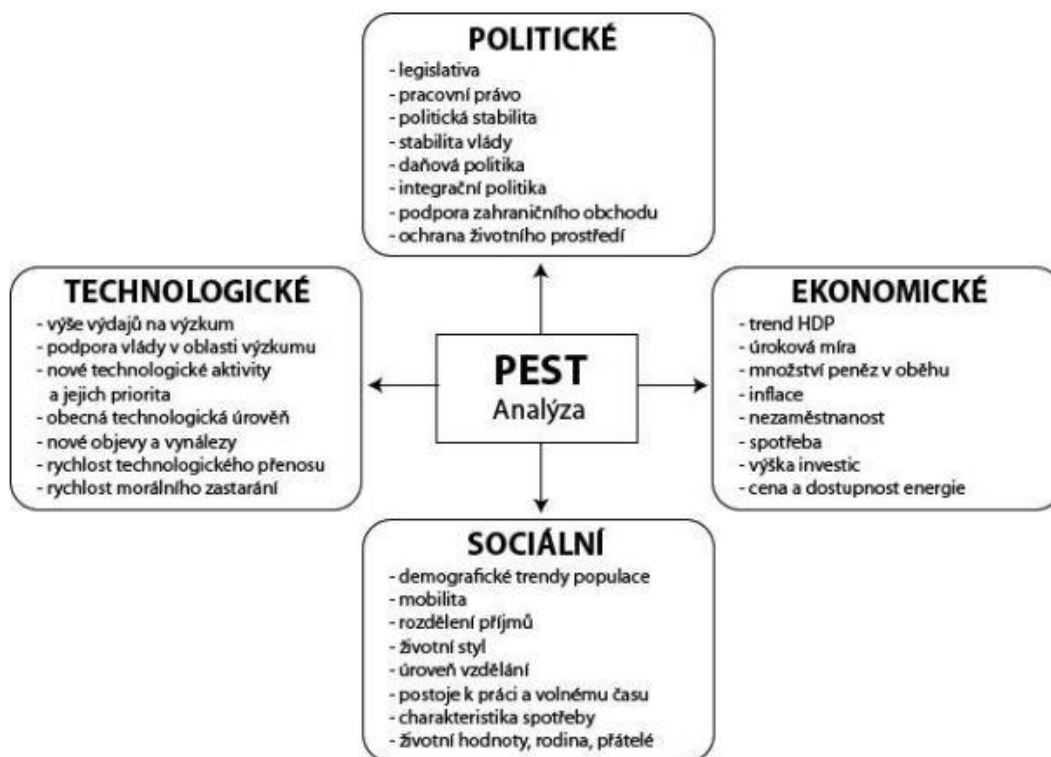 POLITICKÉ
- legislativa
- pracovní právo
- politická stabilita
- stabilita vlády
- daňová politika
- integrační politika
- podpora zahraničního obchodu
- ochrana životního prostředí
TECHNOLOGICKÉ
- výše výdajů na výzkum
- podpora vlády v oblasti výzkumu
- nové technologické aktivity
a jejich priorita
- obecná technologická úrověň
- nové objevy a vynálezy
- rychlost technologického přenosu
- rychlost morálního zastarání
PEST
Analýza
EKONOMICKÉ
- trend HDP
- úroková míra
- množství peněz v oběhu
- inflace
- nezaměstnanost
- spotřeba
- výška investic
- cena a dostupnost energie
SOCIÁLNÍ
- demografické trendy populace
- mobilita
- rozdělení příjmů
- životní styl
- úroveň vzdělání
- postoje k práci a volnému času
- charakteristika spotřeby
- životní hodnoty, rodina, přátelé